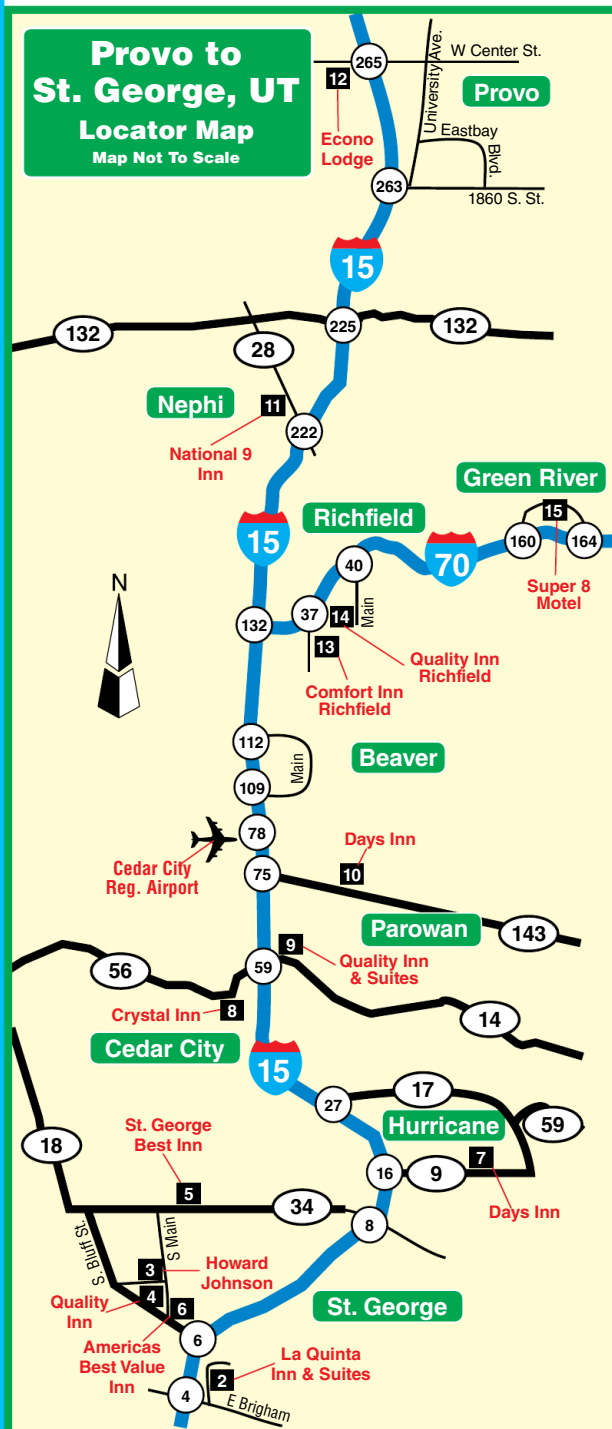 Provo to
St. George, UT
Locator Map
Map Not To Scale
265
W Center St.
12
Econo
Lodge
University Ave.
Provo
Eastbay
Blvd.
263
1860 S. St.
15
132
28
225
132
Nephi
11
National 9
Inn
222
Green River
15
160
164
Super 8
Motel
Richfield
15
70
40
37
14
Main
132
13
Quality Inn
Richfield
Comfort Inn
Richfield
N
112
Main
109
Beaver
78
Cedar City
Reg. Airport
Days Inn
10
75
Parowan
143
9
Quality Inn
& Suites
56
59
Crystal Inn
8
14
Cedar City
15
27
17
Hurricane
59
18
St. George
Best Inn
5
34
16
9
7
Days Inn
8
S. Bluff St.
S Main
3
Howard
Johnson
4
Quality
Inn
6
Americas
Best Value
Inn
St. George
6
La Quinta
Inn & Suites
2
4
E Brigham